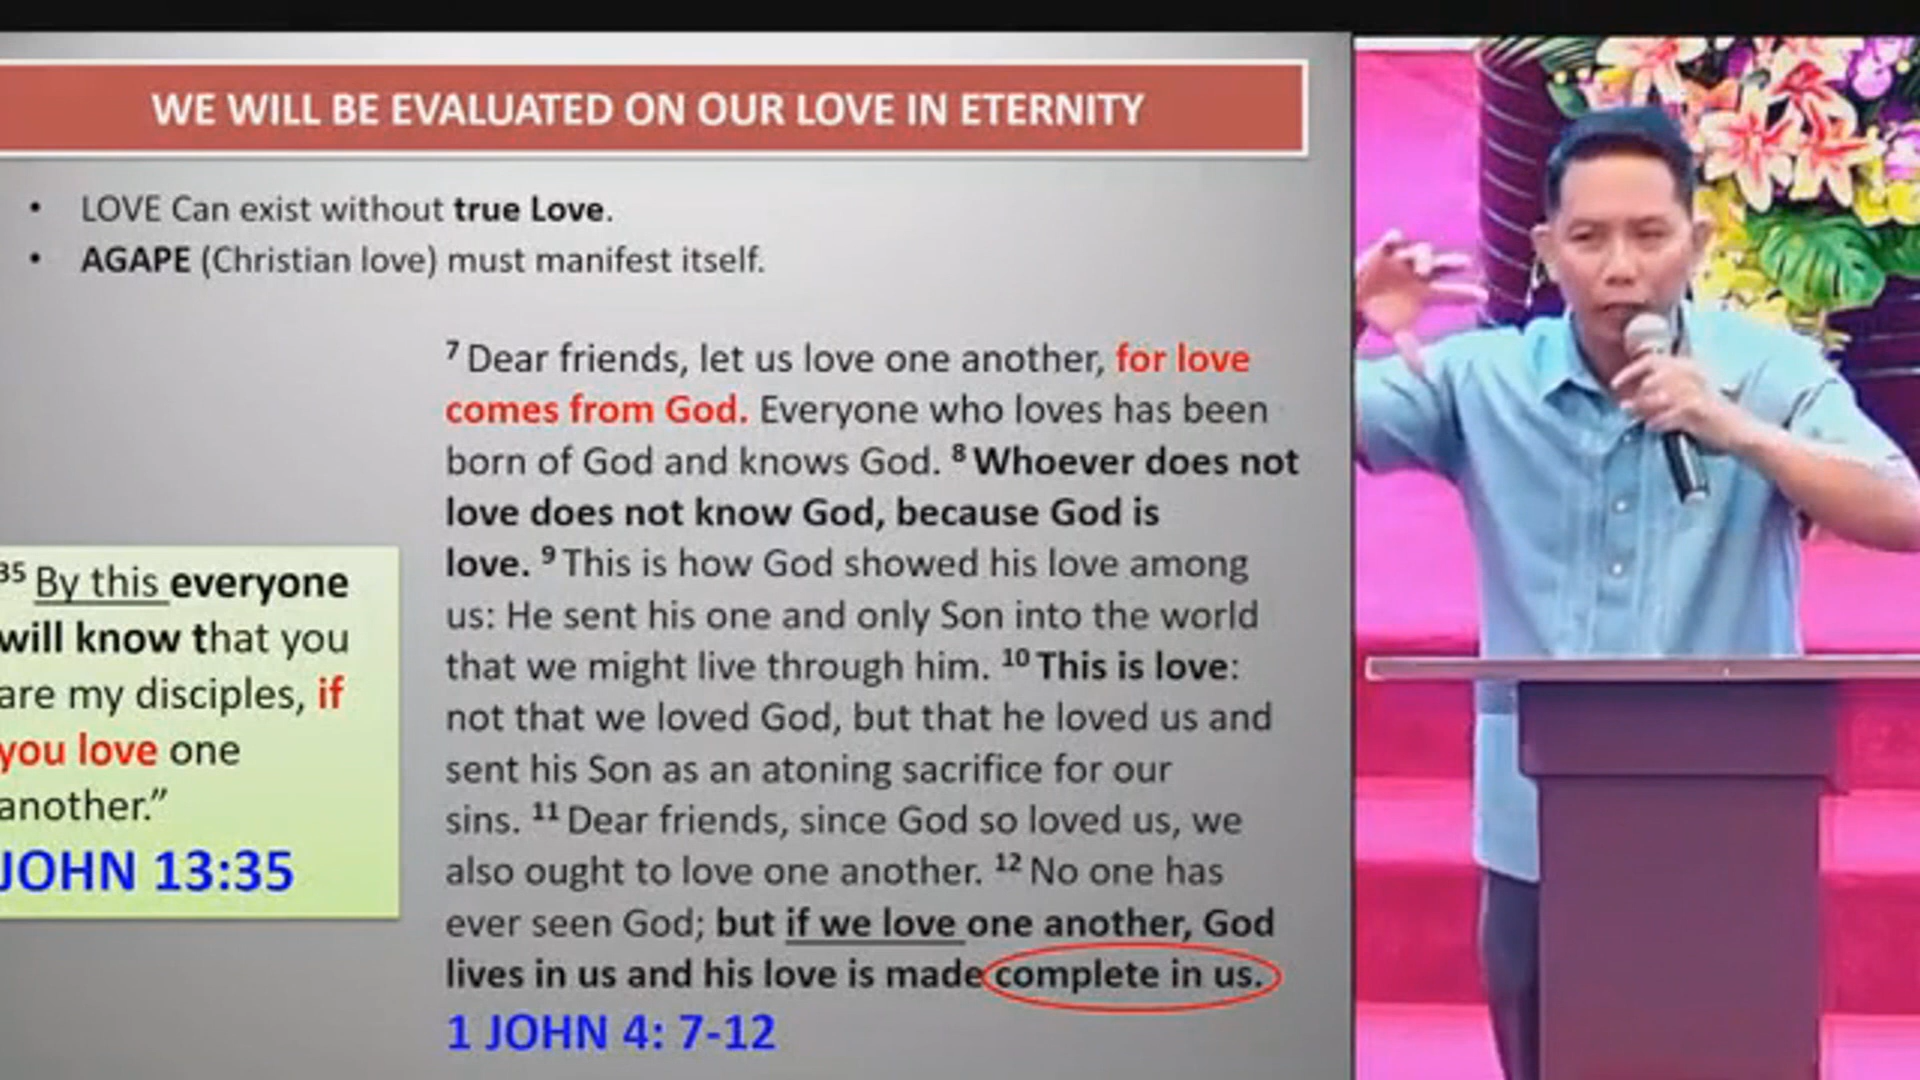 WE WILL BE EVALUATED ON OUR LOVE IN ETERNITY
• LOVE Can exist without true Love.
• AGAPE (Christian love) must manifest itself.
7 Dear friends, let us love one another, for love
comes from God. Everyone who loves has been
born of God and knows God. 8 Whoever does not
love does not know God, because God is
love. 9 This is how God showed his love among
us: He sent his one and only Son into the world
that we might live through him. 10 This is love:
not that we loved God, but that he loved us and
sent his Son as an atoning sacrifice for our
sins. 11 Dear friends, since God so loved us, we
also ought to love one another. 12 No one has
ever seen God; but if we love one another, God
lives in us and his love is made complete in us.
1 JOHN 4: 7-12
35 By this everyone
will know that you
are my disciples, if
you love one
another.”
JOHN 13:35